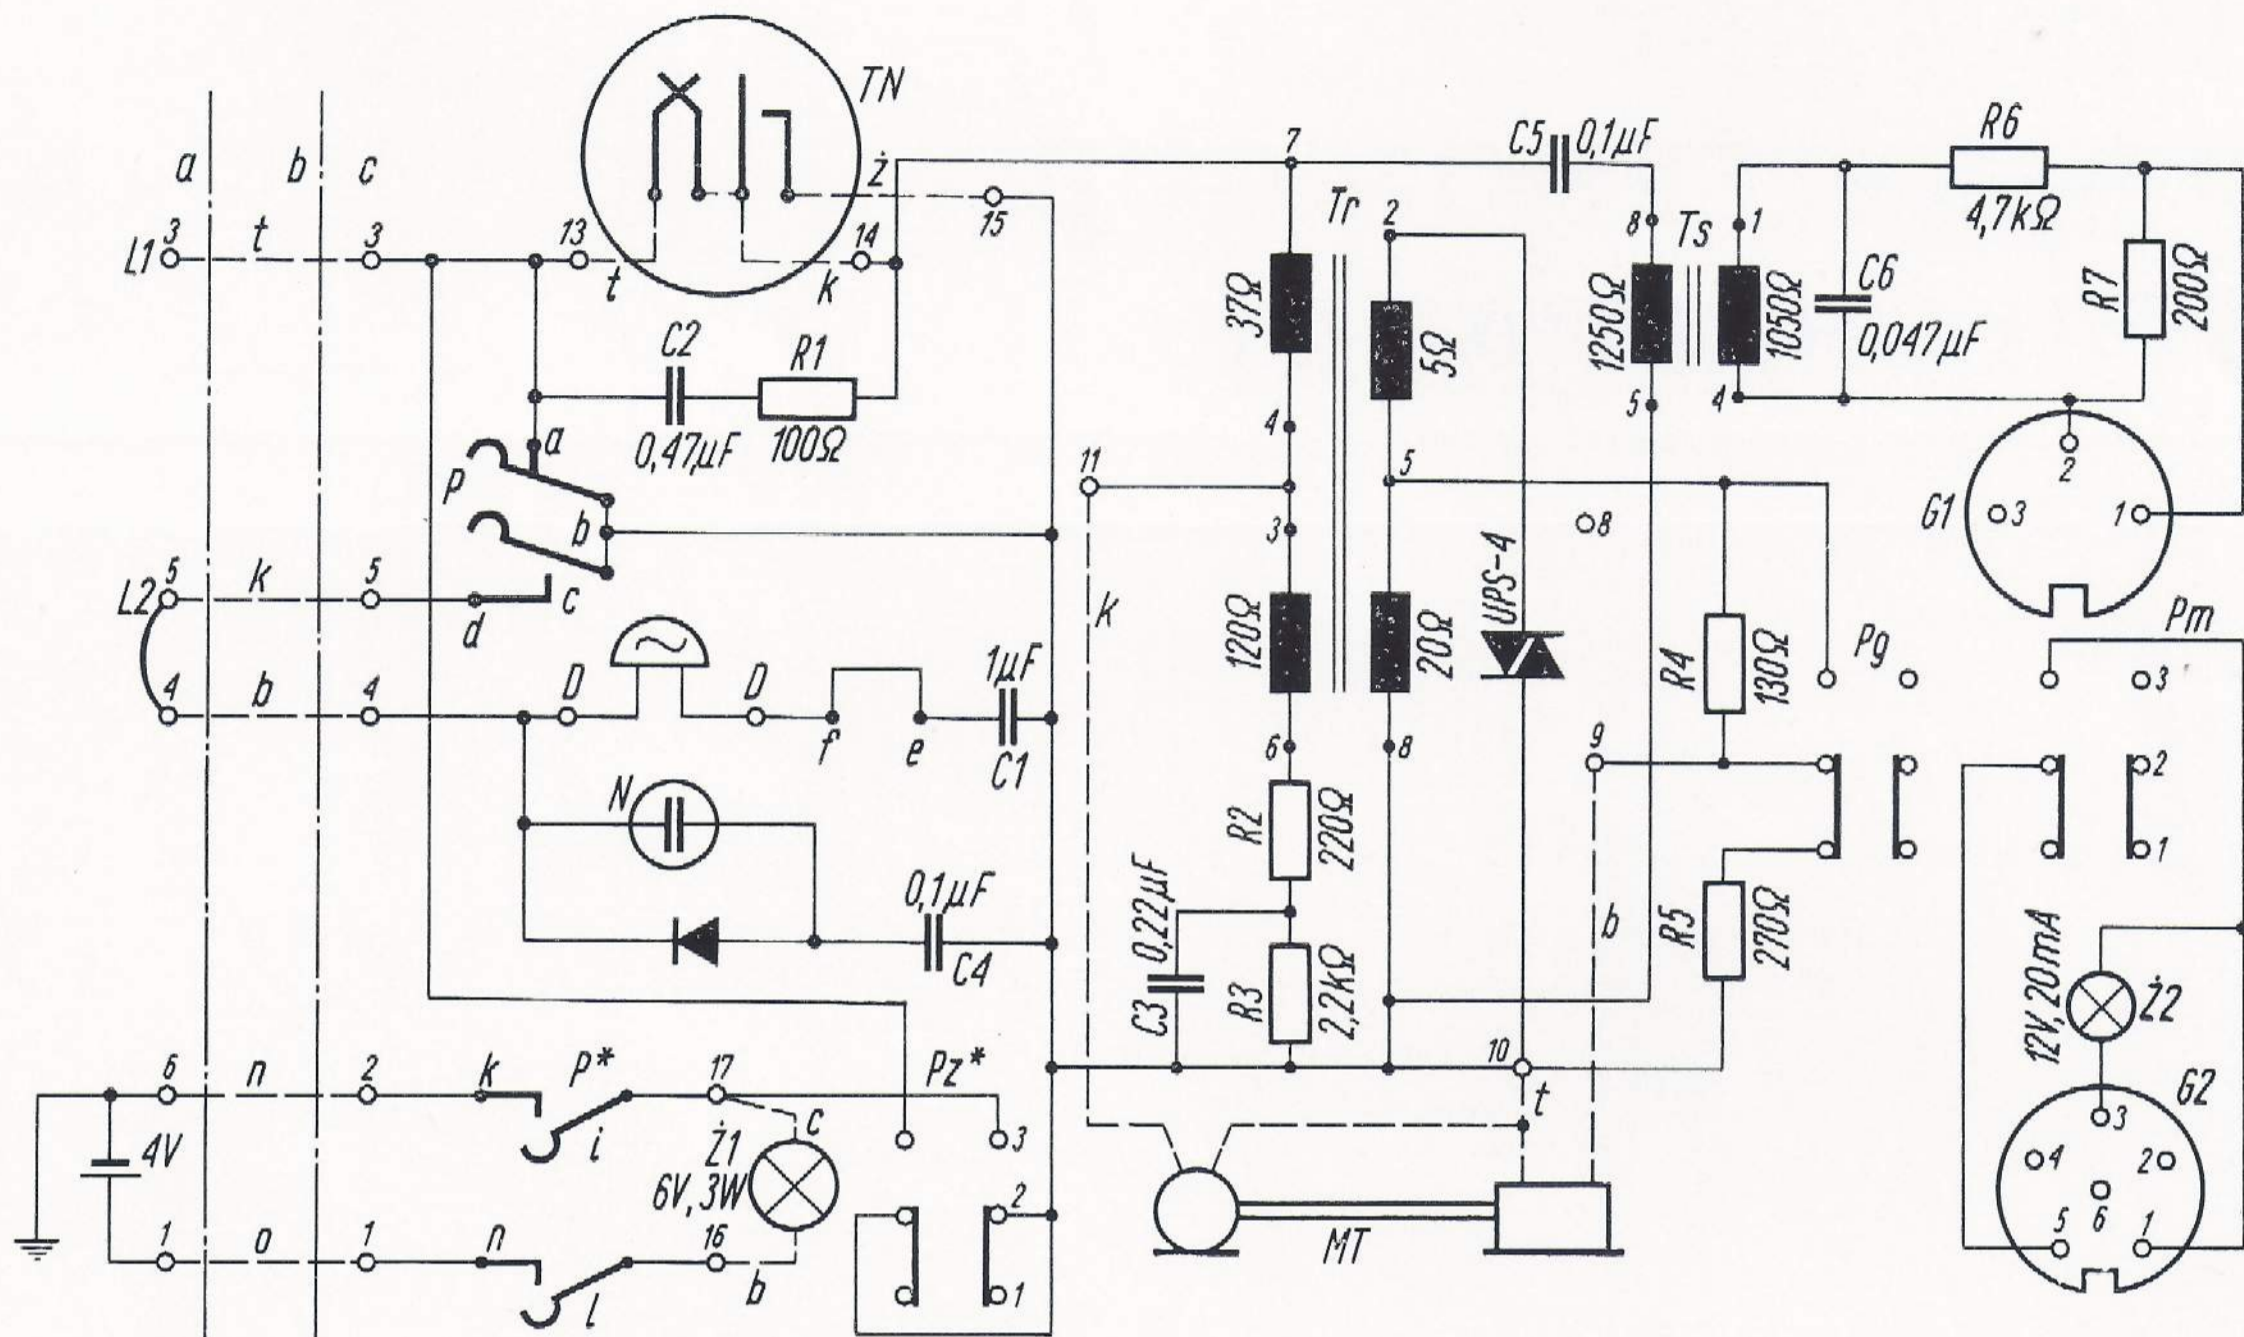 TN
a
b
c
ż
7
C5
0,1µF
R6
4,7kΩ
L1
3
t
3
13
t
k
14
15
Tr
2
8
Ts
1
C6
0,047µF
R7
200Ω
37Ω
5Ω
1250Ω
1050Ω
C2
0,47µF
R1
100Ω
a
P
b
c
d
4
11
3
5
5
4
8
G1
2
3
1
L2
5
k
5
k
120Ω
20Ω
UPS-4
R4
130Ω
Pg
Pm
3
4
b
4
D
D
f
e
1µF
C1
6
8
9
2
N
R2
220Ω
1
0,1µF
C4
C3
0,22µF
R3
2,2kΩ
b
R5
270Ω
12V, 20mA
Ż2
6
n
2
k
P*
17
Pz*
10
t
G2
4V
i
c
Ż1
6V, 3W
3
3
4
2
6
5
1
2
1
o
1
n
l
16
b
1
MT